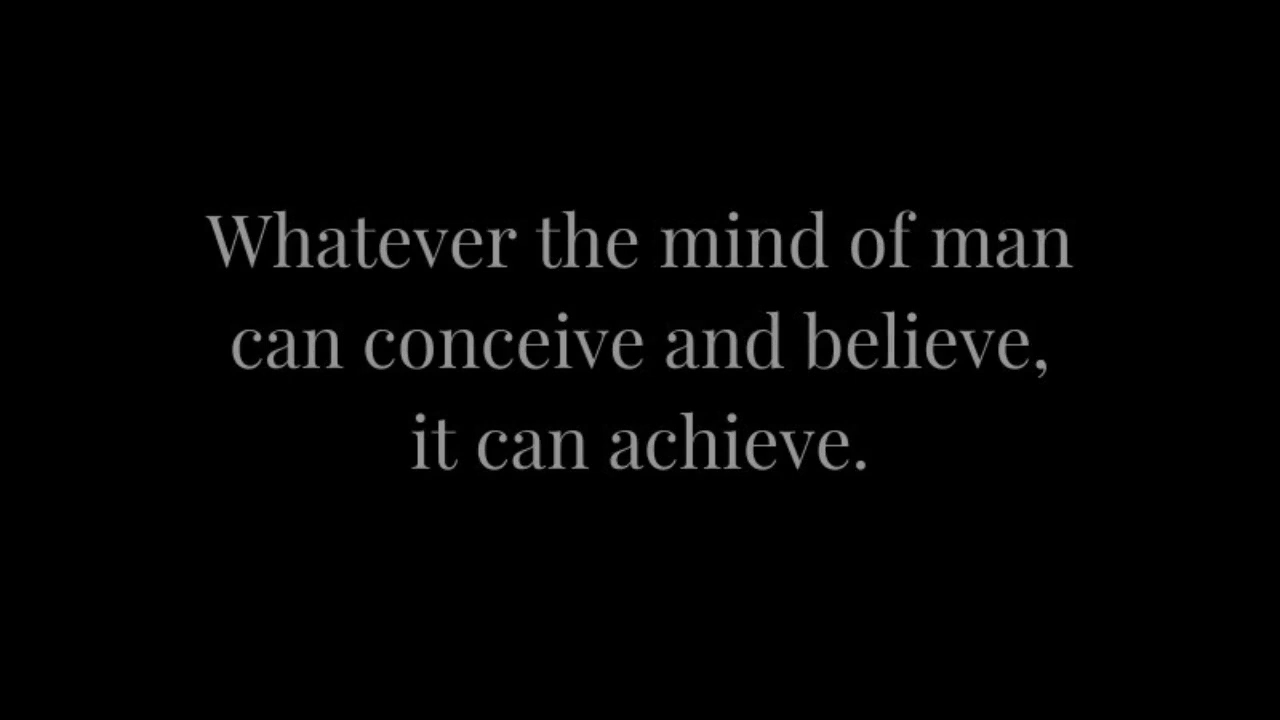 Whatever the mind of man
can conceive and believe,
it can achieve.